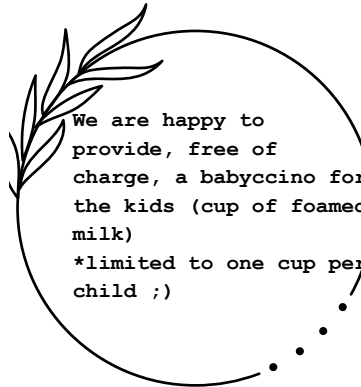 We are happy to
provide, free of
charge, a babyccino for
the kids (cup of foamed
milk)
*limited to one cup per
child ;)